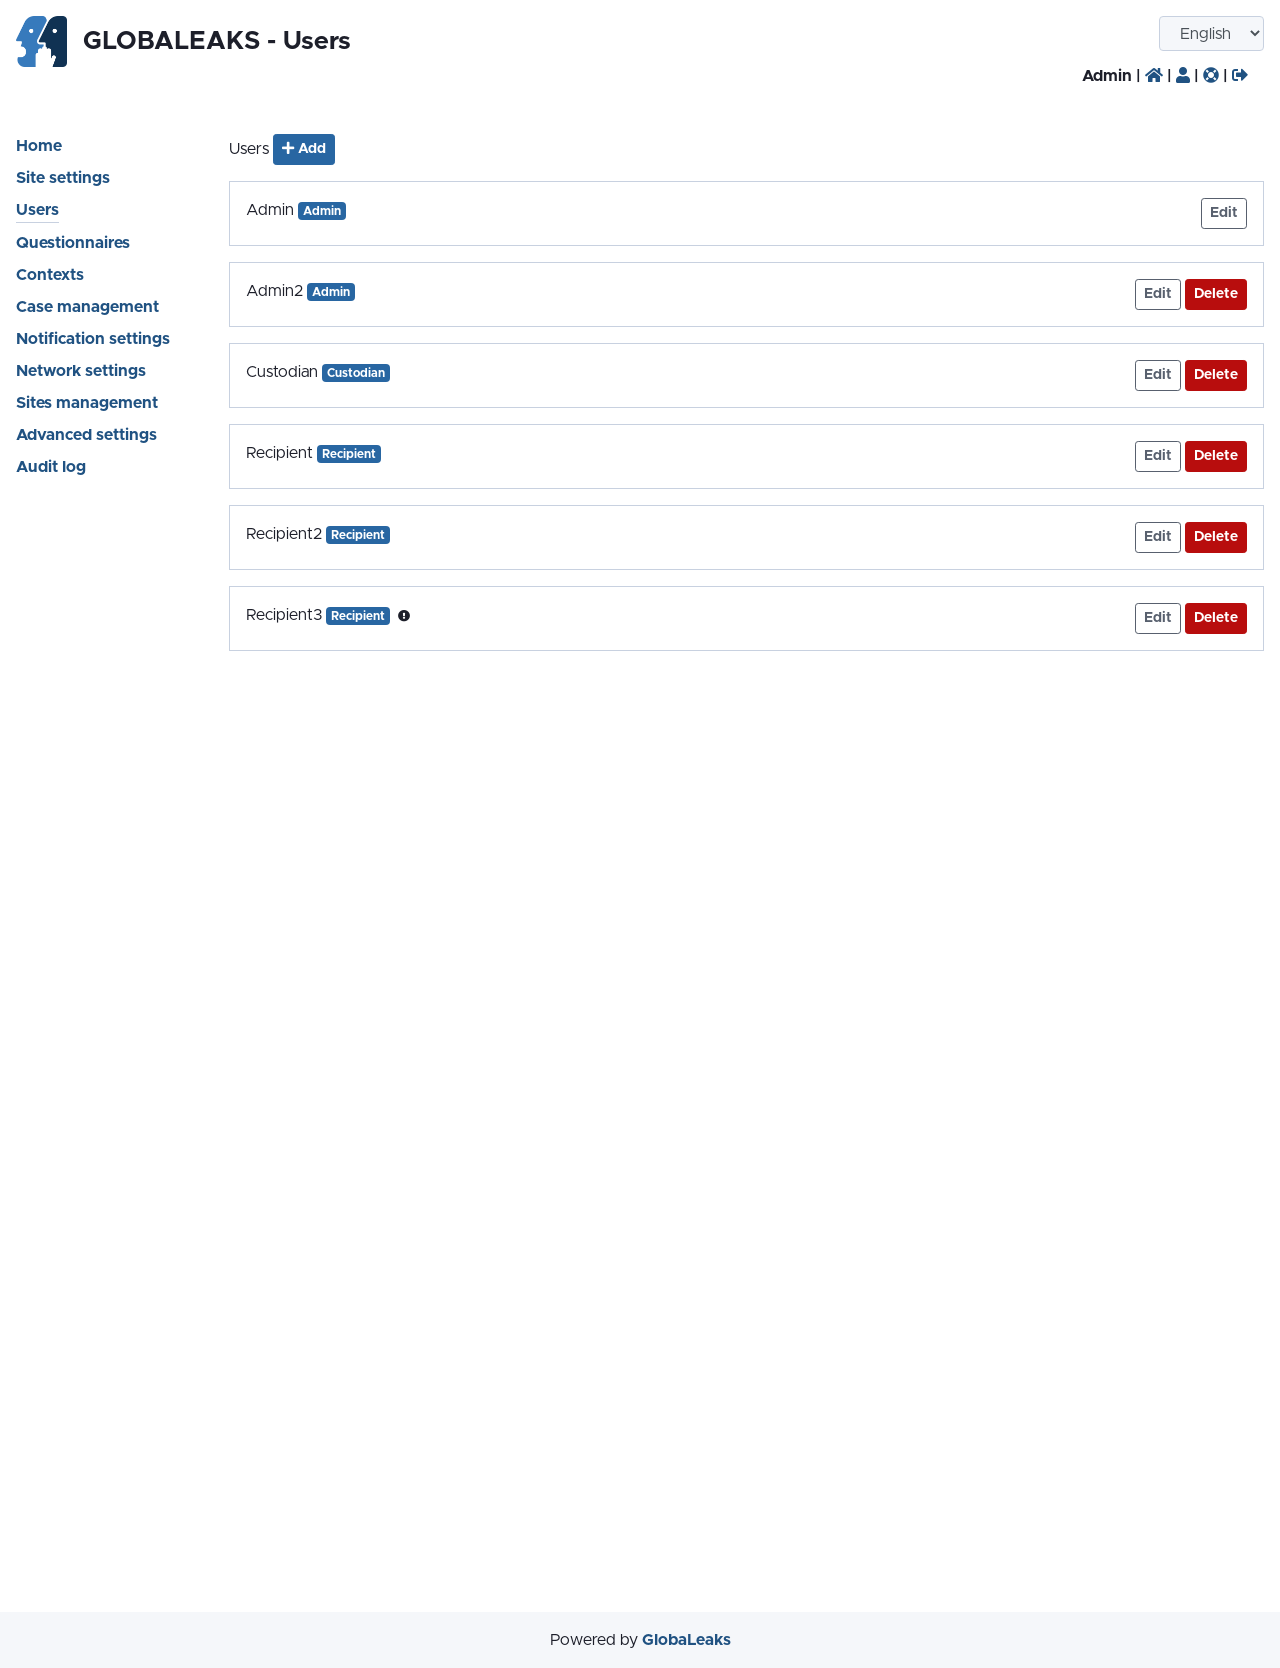 GLOBALEAKS - Users
English
Admin | | | |
Home
Site settings
Users
Questionnaires
Contexts
Case management
Notification settings
Network settings
Sites management
Advanced settings
Audit log
Users Add
Admin Admin Edit
Admin2 Admin Edit Delete
Custodian Custodian Edit Delete
Recipient Recipient Edit Delete
Recipient2 Recipient Edit Delete
Recipient3 Recipient Edit Delete
Powered by GlobaLeaks